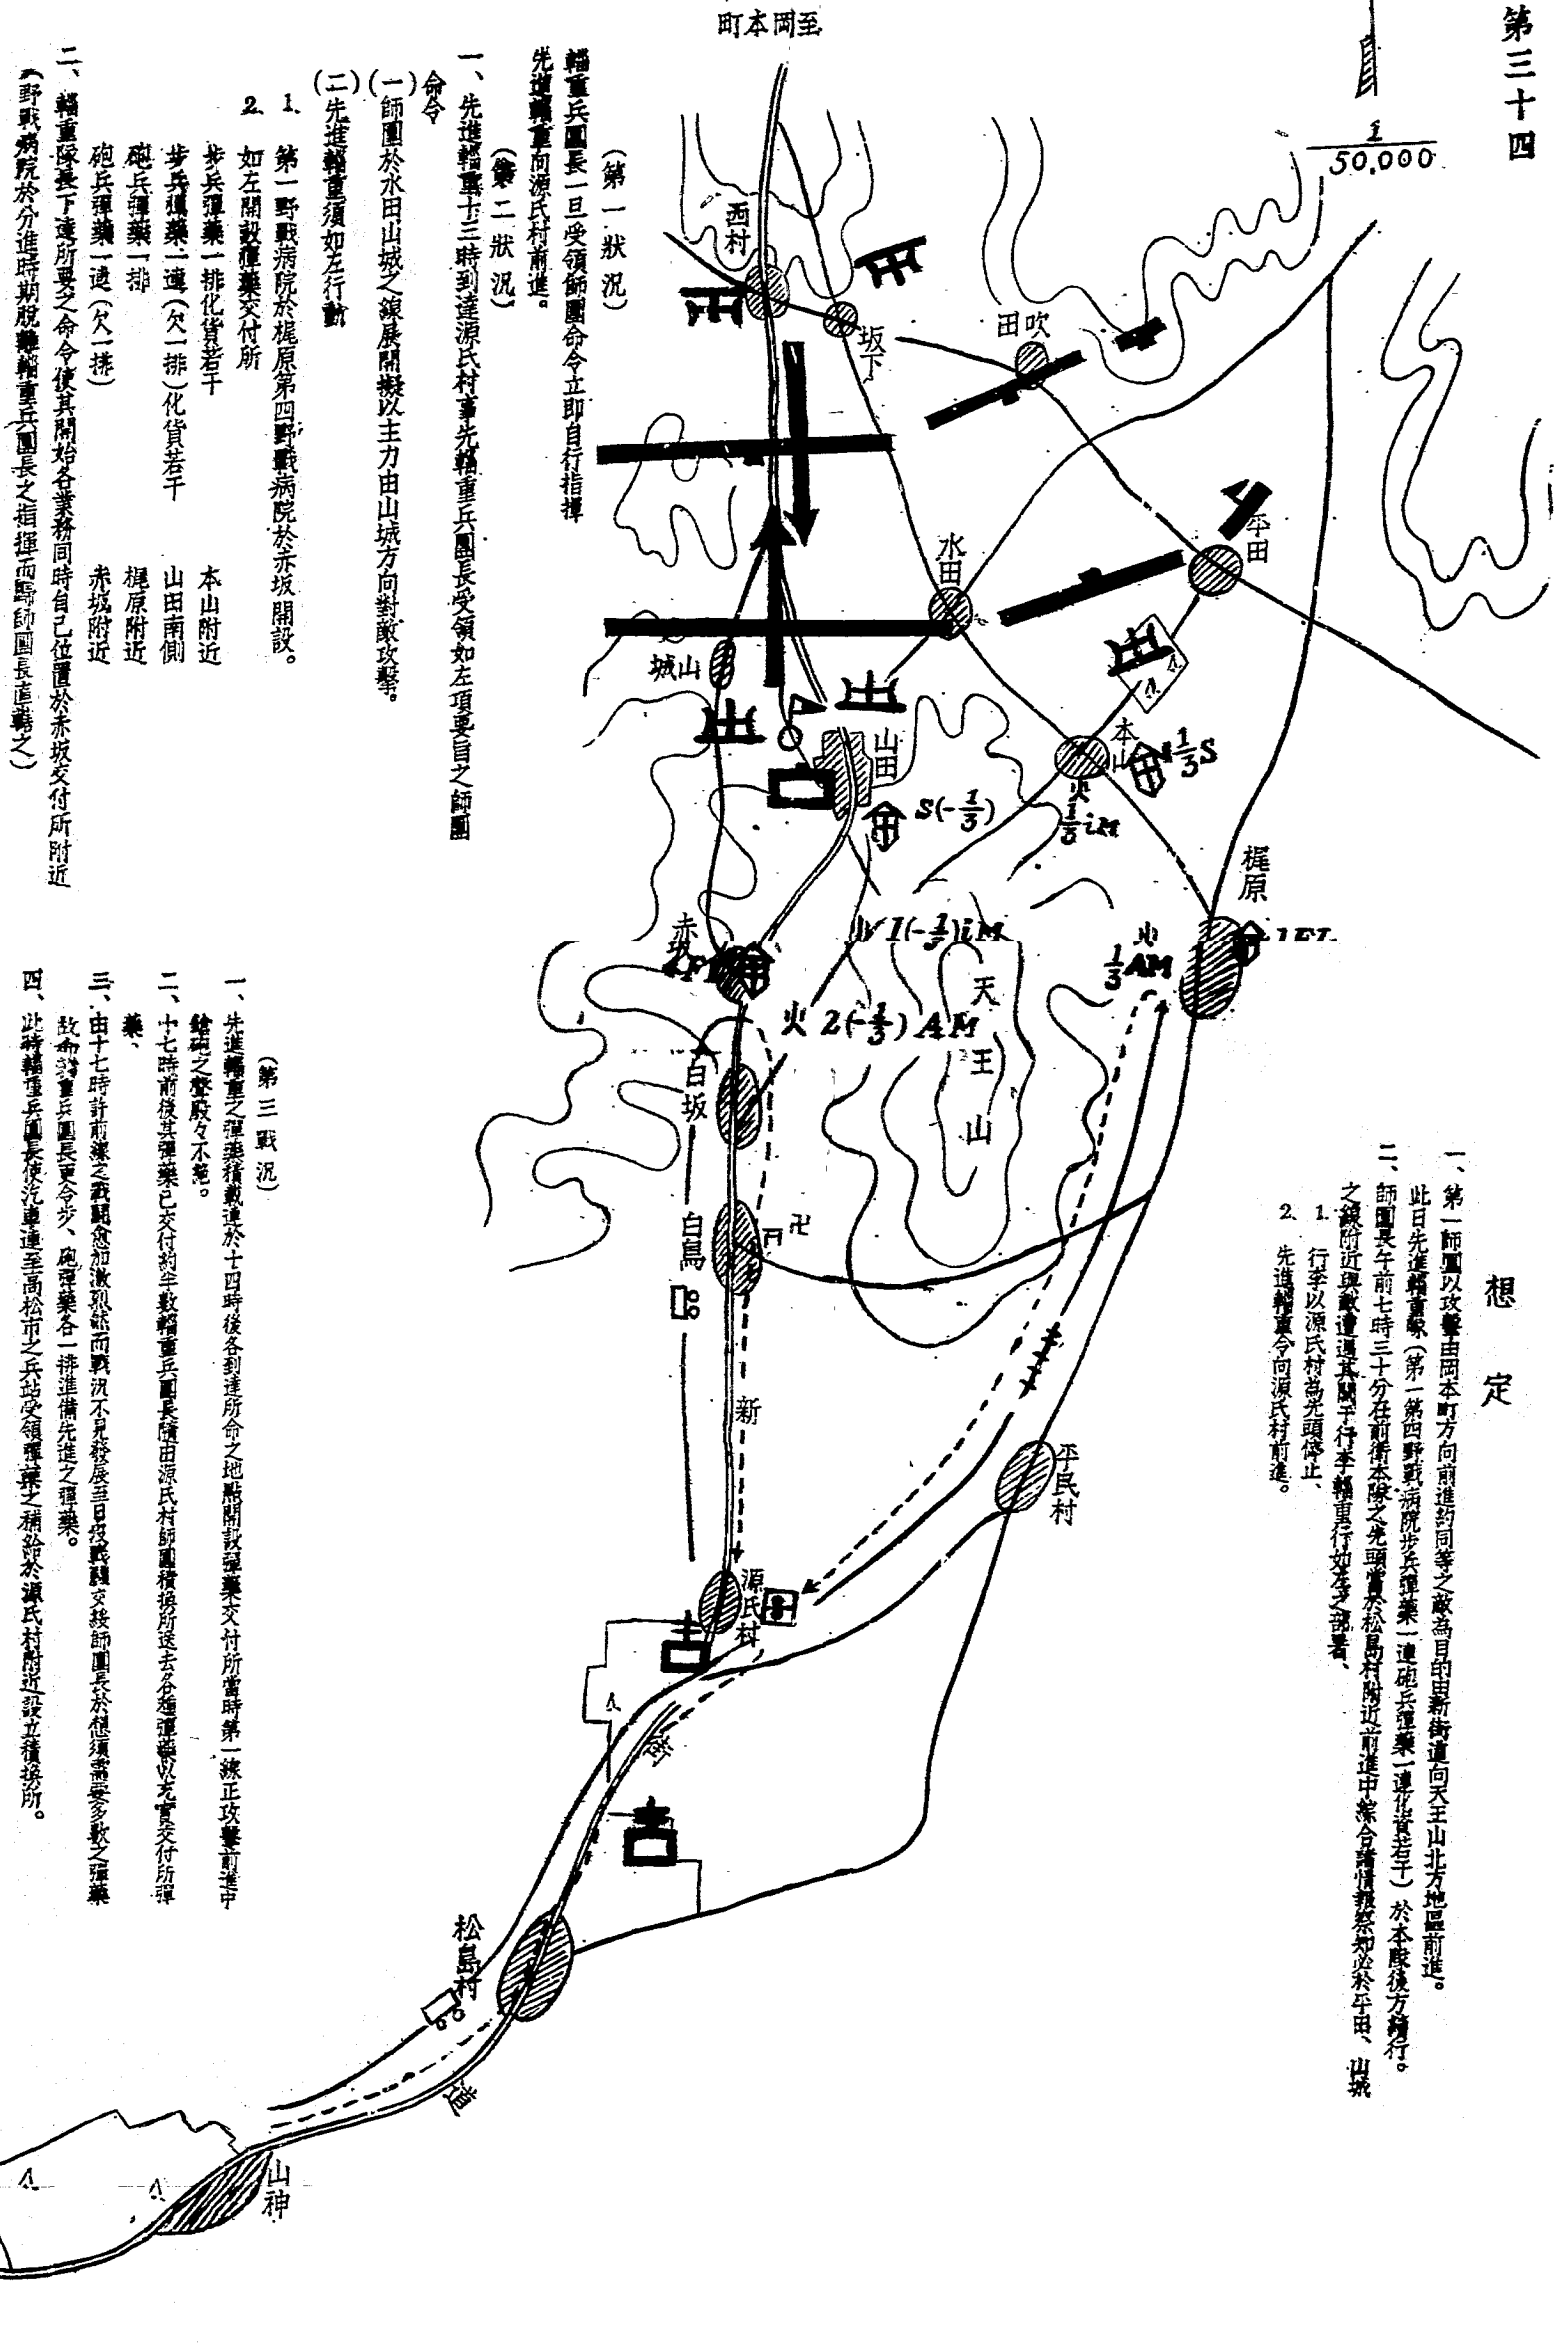 第三十四
1/50,000
想定
一、第一師團以攻擊由岡本町方向前進約同等之敵為目的由新街道向天王山北方地區前進。
此日先進輜重隊(第一第四野戰病院步兵彈藥一連砲兵彈藥一連化貨若干)於本隊後方續行。
二、師團長午前七時三十分在前衛本隊之先頭當於松島村附近前進中綜合諸情報察知必於平田、山城
之線附近與敵遭遇其關于行李輜重行如左之部署、
1. 行李以源氏村為先頭停止、
2. 先進輜重令向源氏村前進。
(第一狀況)
輜重兵團長一旦受領師團命令立即自行指揮
先進輜重向源氏村前進。
(第二狀況)
一、先進輜重十三時到達源氏村事先輜重兵團長受領如左項要旨之師團
命令
(一)師團於水田山城之線展開擬以主力由山城方向對敵攻擊。
(二)先進輜重須如左行動
1. 第一野戰病院於梶原第四野戰病院於赤坂開設。
2. 如左開設彈藥交付所
步兵彈藥一排化貨若干 本山附近
步兵彈藥一連(欠一排)化貨若干 山田南側
砲兵彈藥一排 梶原附近
砲兵彈藥一連(欠一排) 赤坂附近
二、輜重隊長下達所要之命令使其開始各業務同時自己位置於赤坂交付所附近
(野戰病院於分進時期脫離輜重兵團長之指揮而歸師團長直轄之)
(第三戰況)
一、先進輜重之彈藥積載連於十四時後各到達所命之地點開設彈藥交付所當時第一線正攻擊前進中
鎗砲之聲殷々不絕。
二、十七時前後其彈藥已交付約半數輜重兵團長隨由源氏村師團積換所送去各種彈藥以充實交付所彈
藥、
三、由十七時許前線之戰鬪愈加激烈然而戰況不見發展至日沒戰鬪交綏師團長於想須需要多數之彈藥
故命輜重兵團長更令步、砲彈藥各一排準備先進之彈藥。
四、此時輜重兵團長使汽車連至高松市之兵站受領彈藥之補給於源氏村附近設立積換所。
至岡本町
西村
坂下
吹田
平田
水田
山城
山田
本山
1/3S
S(-1/3)
火
1/3iM
梶原
1(-1/3)iM
火
1/3AM
赤坂
天王山
火 2(-1/3)AM
白坂
白鳥
卍
新
平民村
源氏村
街
松島村
道
山神